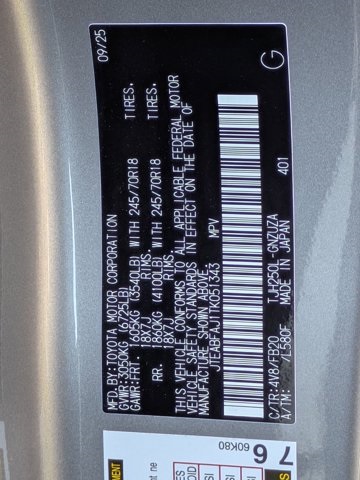 09/25
MFD.BY:TOYOTA MOTOR CORPORATION
GVWR:3050KG (6725LB)
GAWR:FRT. 1605KG (3540LB) WITH 245/70R18 TIRES.
18X7J RIMS.
RR. 1860KG (4100LB) WITH 245/70R18 TIRES.
18X7J RIMS.
THIS VEHICLE CONFORMS TO ALL APPLICABLE FEDERAL MOTOR
VEHICLE SAFETY STANDARDS IN EFFECT ON THE DATE OF
MANUFACTURE SHOWN ABOVE.
JTEABFAJ1TK051343 MPV
C/TR:4V8/FB20 TJH250L-GNZUZA
A/TM: -/L580F MADE IN JAPAN 401
G
76
60K80